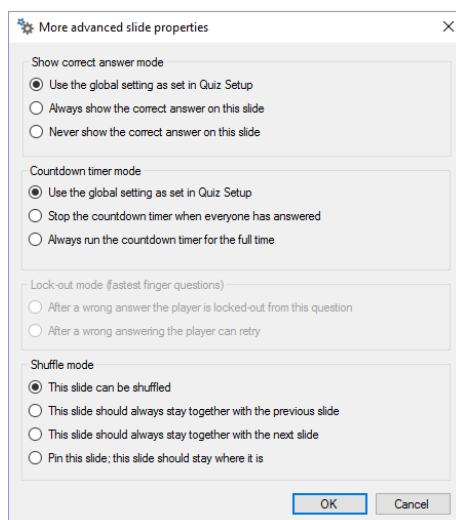 More advanced slide properties
Show correct answer mode
Use the global setting as set in Quiz Setup
Always show the correct answer on this slide
Never show the correct answer on this slide
Countdown timer mode
Use the global setting as set in Quiz Setup
Stop the countdown timer when everyone has answered
Always run the countdown timer for the full time
Lock-out mode (fastest finger questions)
After a wrong answer the player is locked-out from this question
After a wrong answering the player can retry
Shuffle mode
This slide can be shuffled
This slide should always stay together with the previous slide
This slide should always stay together with the next slide
Pin this slide; this slide should stay where it is
OK Cancel